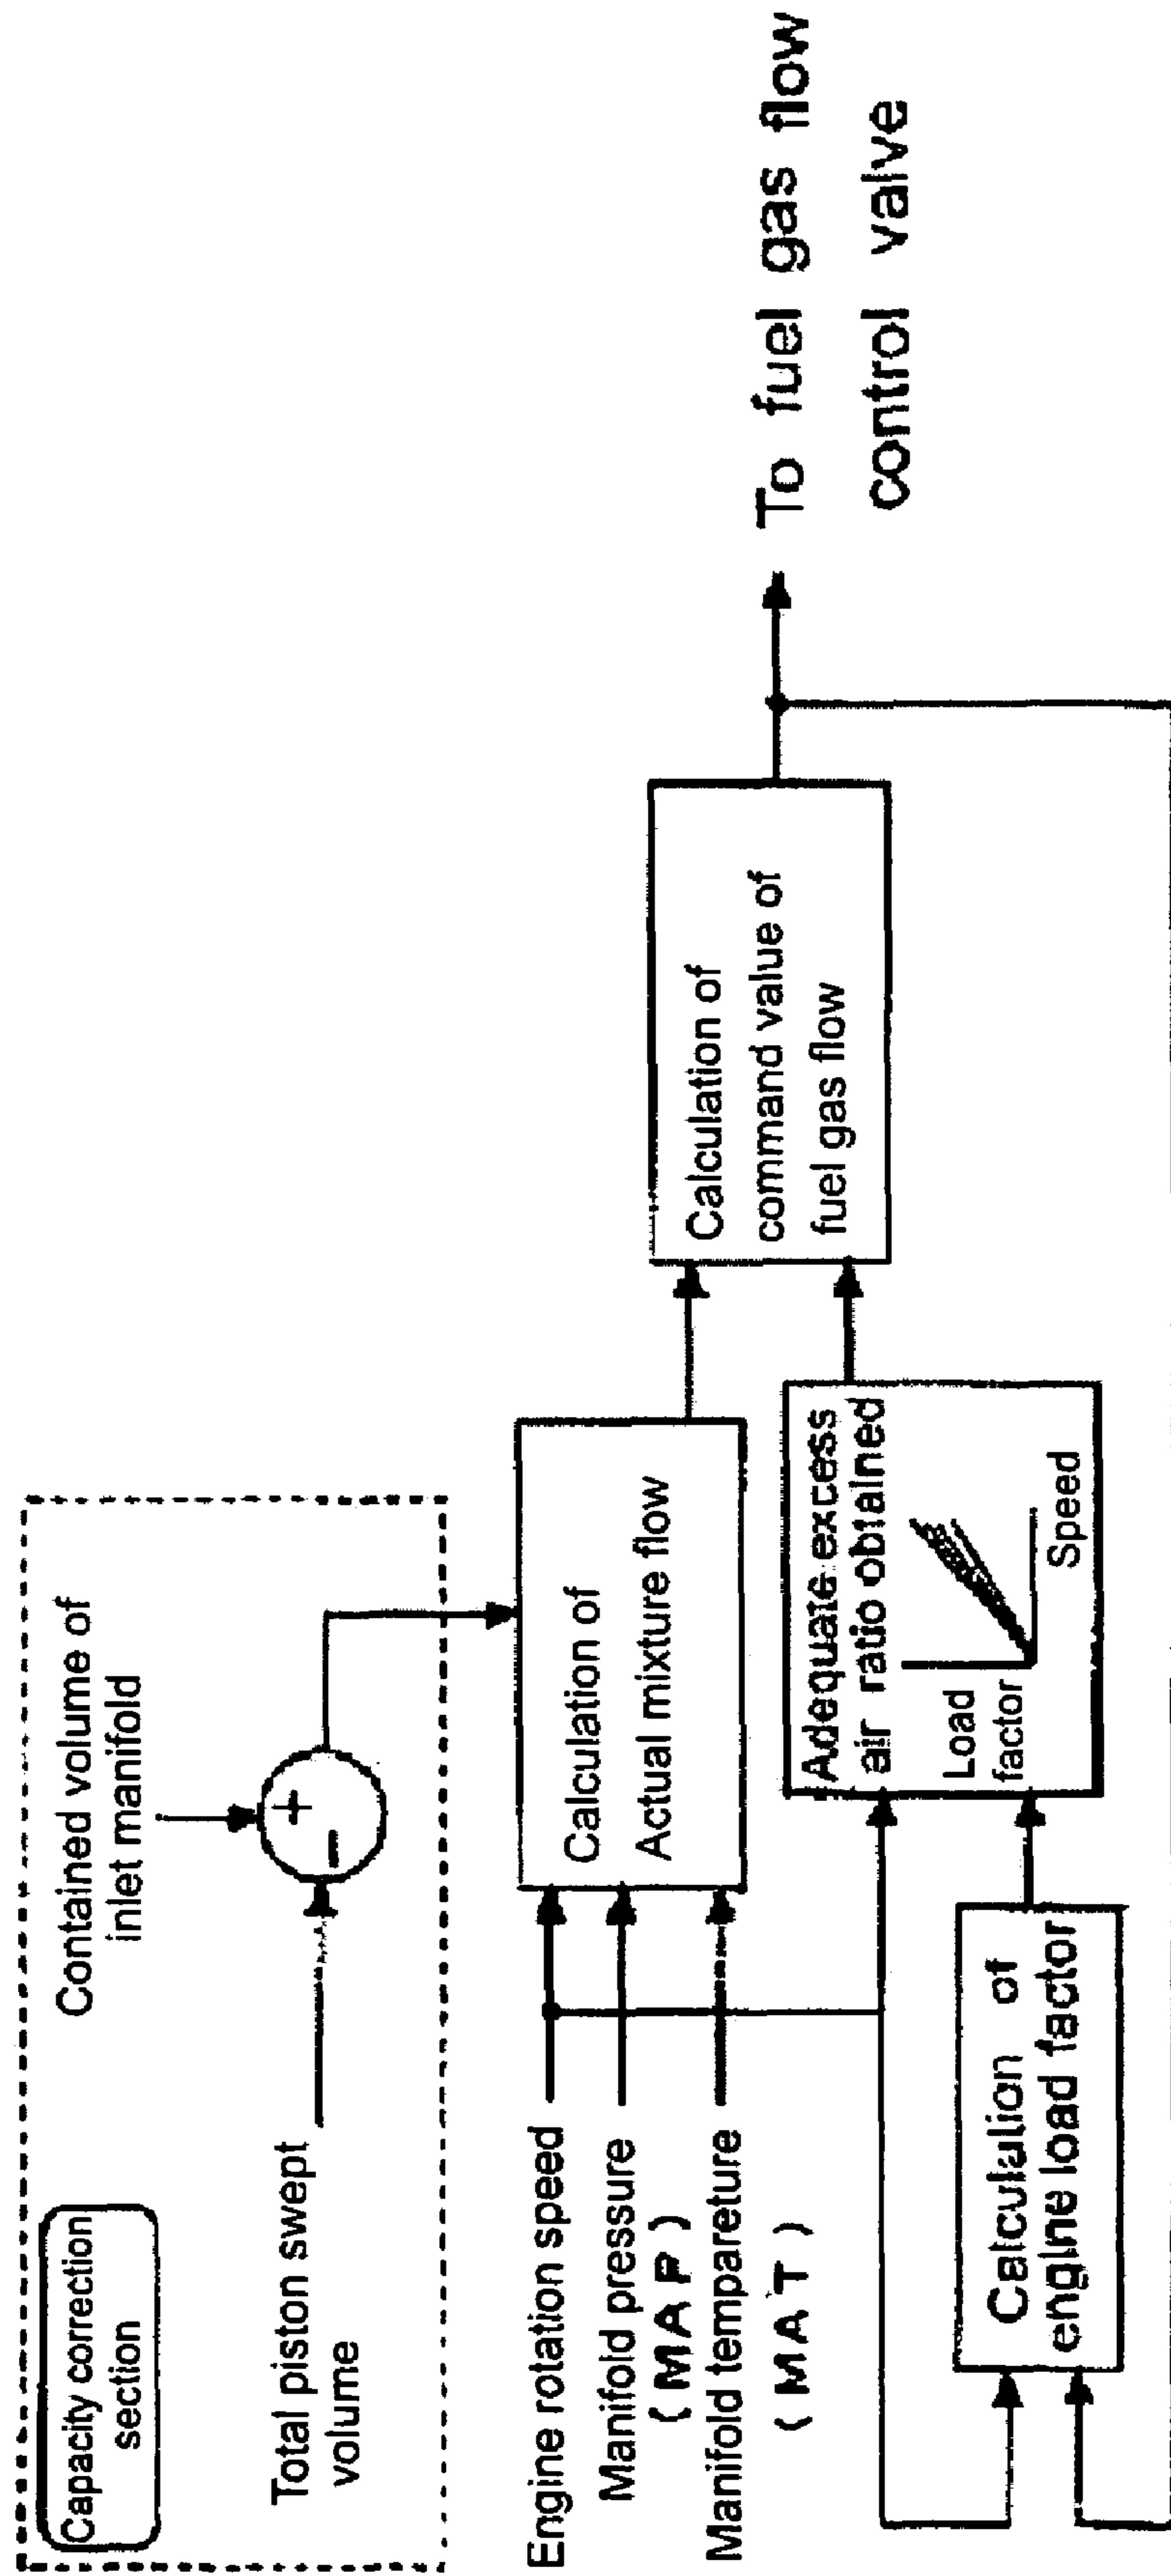 Capacity correction
section
Contained volume of
inlet manifold
+
−
Total piston swept
volume
Engine rotation speed
Manifold pressure
(MAP)
Manifold tempareture
(MAT)
Calculation of
Actual mixture flow
Adequate excess
air ratio obtained
Load
factor
Speed
Calculation of
engine load factor
Calculation of
command value of
fuel gas flow
To fuel gas flow
control valve